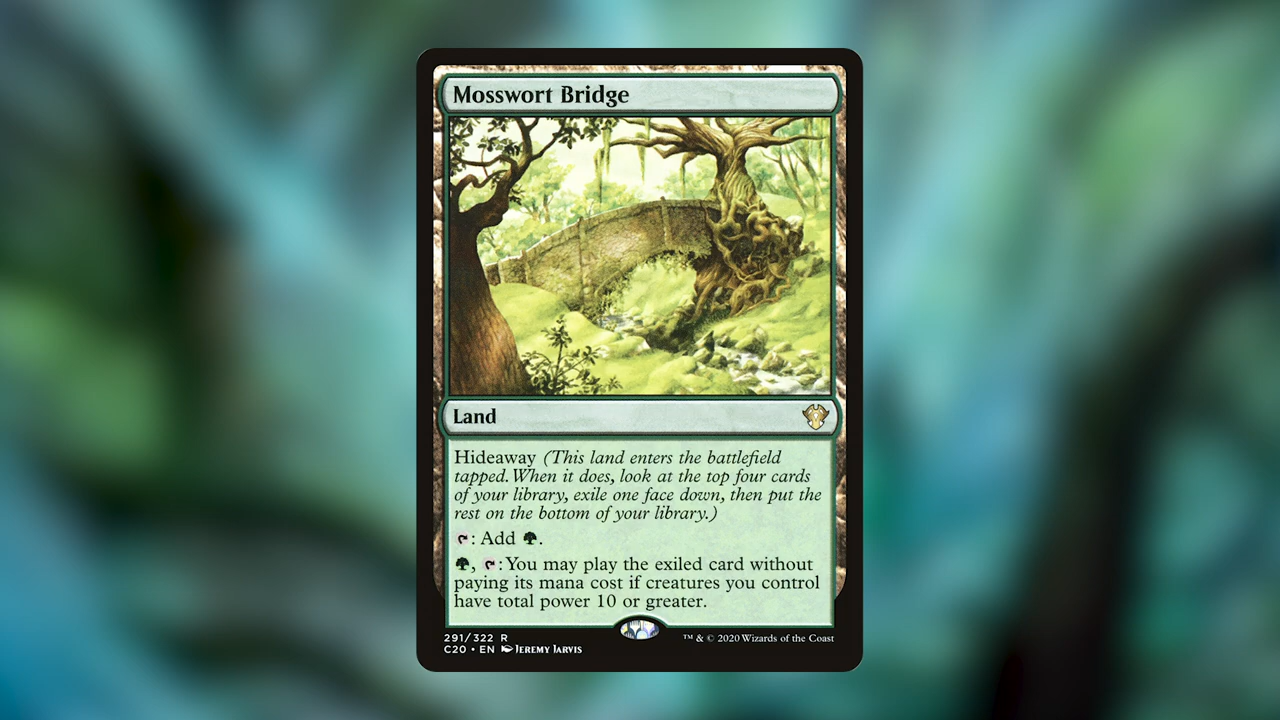 Mosswort Bridge
Land
Hideaway (This land enters the battlefield
tapped. When it does, look at the top four cards
of your library, exile one face down, then put the
rest on the bottom of your library.)
: Add .
, : You may play the exiled card without
paying its mana cost if creatures you control
have total power 10 or greater.
291/322 R
C20 • EN Jeremy Jarvis
™ & © 2020 Wizards of the Coast